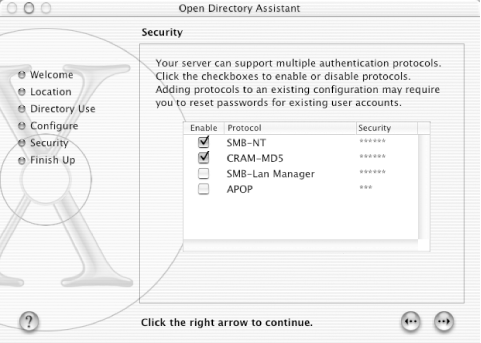 Open Directory Assistant
Security
Welcome
Location
Directory Use
Configure
Security
Finish Up
Your server can support multiple authentication protocols.
Click the checkboxes to enable or disable protocols.
Adding protocols to an existing configuration may require
you to reset passwords for existing user accounts.
Enable Protocol Security
SMB-NT ******
CRAM-MD5 ******
SMB-Lan Manager ******
APOP ***
? Click the right arrow to continue.